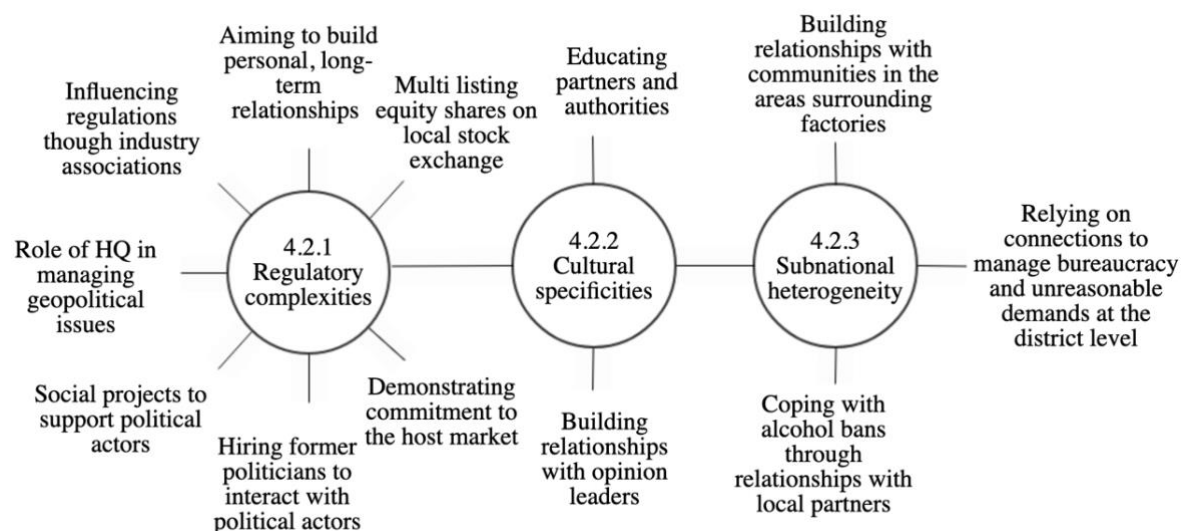 Aiming to build
personal, long-
term
relationships
Influencing
regulations
though industry
associations
Multi listing
equity shares on
local stock
exchange
Role of HQ in
managing
geopolitical
issues
4.2.1
Regulatory
complexities
Social projects to
support political
actors
Hiring former
politicians to
interact with
political actors
Demonstrating
commitment to
the host market
Educating
partners and
authorities
4.2.2
Cultural
specificities
Building
relationships
with opinion
leaders
Building
relationships with
communities in the
areas surrounding
factories
4.2.3
Subnational
heterogeneity
Relying on
connections to
manage bureaucracy
and unreasonable
demands at the
district level
Coping with
alcohol bans
through
relationships with
local partners